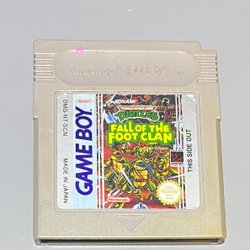 Nintendo GAME BOY
DMG-NT-SCN
MADE IN JAPAN
GAME BOY
KONAMI
TURTLES
FALL OF THE
FOOT CLAN
THIS SIDE OUT